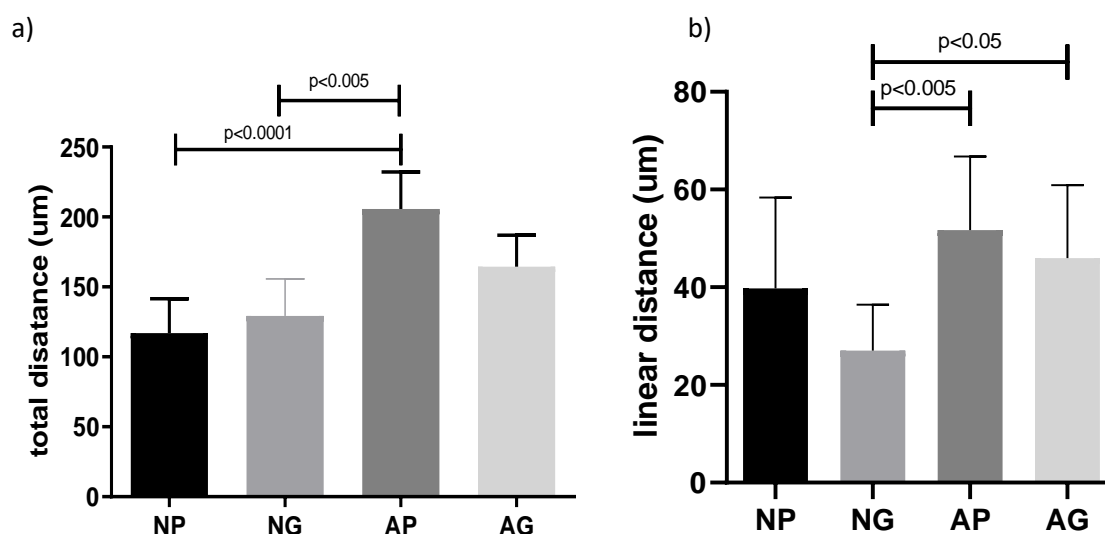 a)
p<0.005
p<0.0001
total disatance (um)
250
200
150
100
50
0
NP NG AP AG
b)
p<0.05
p<0.005
linear distance (um)
80
60
40
20
0
NP NG AP AG